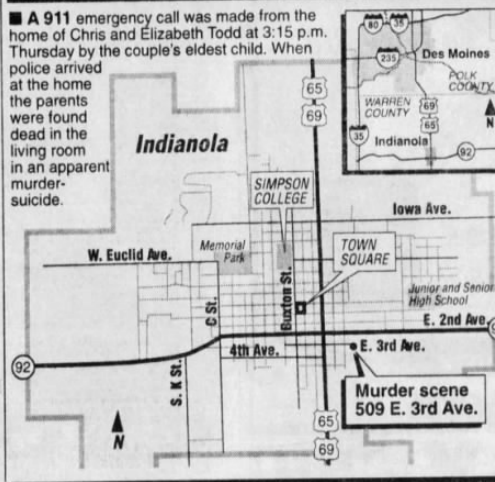 ■ A 911 emergency call was made from the
home of Chris and Elizabeth Todd at 3:15 p.m.
Thursday by the couple's eldest child. When
police arrived
at the home
the parents
were found
dead in the
living room
in an apparent
murder-
suicide.
80
35
235
Des Moines
POLK
COUNTY
WARREN
COUNTY
69
65
35
Indianola
92
N
65
69
Indianola
SIMPSON
COLLEGE
Iowa Ave.
W. Euclid Ave.
Memorial
Park
TOWN
SQUARE
C St.
Buxton St.
Junior and Senior
High School
E. 2nd Ave.
92
4th Ave.
E. 3rd Ave.
S. K St.
Murder scene
509 E. 3rd Ave.
N
65
69